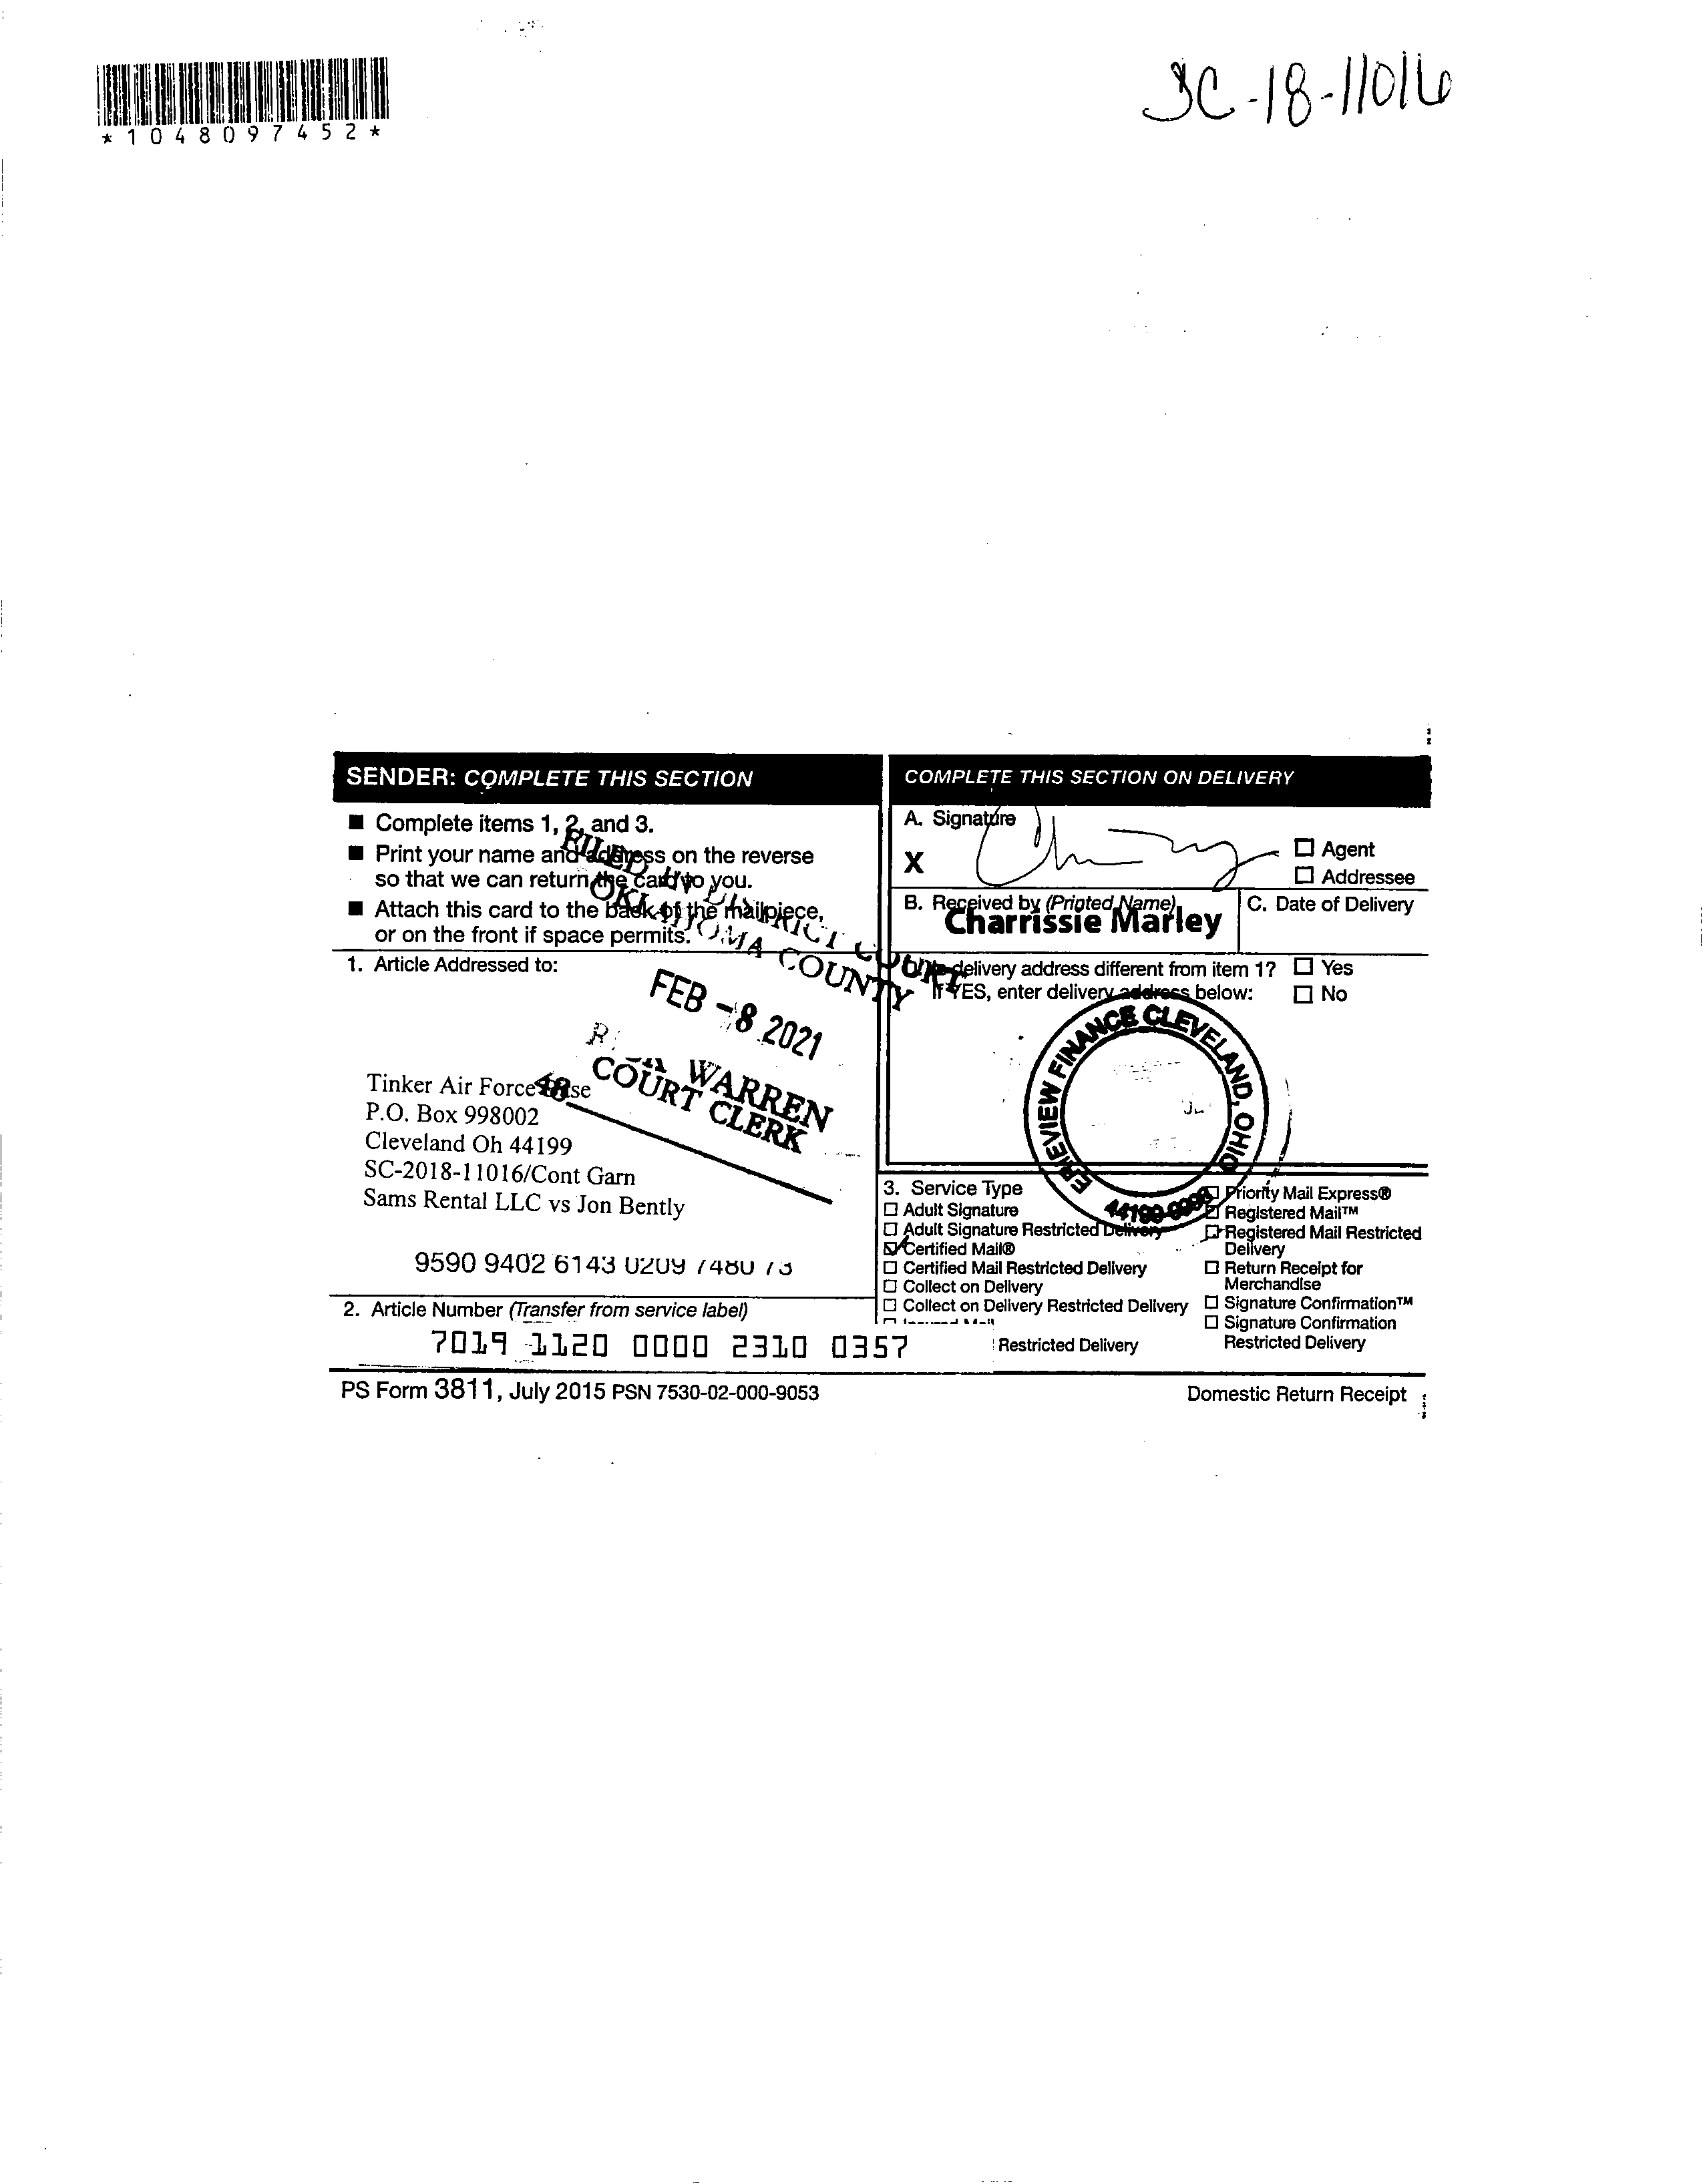 *1048097452*
SC-18-11016
SENDER: COMPLETE THIS SECTION
■ Complete items 1, 2, and 3.
■ Print your name and address on the reverse
so that we can return the card to you.
■ Attach this card to the back of the mailpiece,
or on the front if space permits.
1. Article Addressed to:
FILED IN DISTRICT COURT
OKLAHOMA COUNTY
FEB -8 2021
WARREN
COURT CLERK
48
Tinker Air Force Base
P.O. Box 998002
Cleveland Oh 44199
SC-2018-11016/Cont Garn
Sams Rental LLC vs Jon Bently
9590 9402 6143 0209 7480 73
2. Article Number (Transfer from service label)
7019 1120 0000 2310 0357
COMPLETE THIS SECTION ON DELIVERY
A. Signature
X
☐ Agent
☐ Addressee
B. Received by (Printed Name)
Charrissie Marley
C. Date of Delivery
delivery address different from item 1? ☐ Yes
If YES, enter delivery address below: ☐ No
ERIEVIEW FINANCE CLEVELAND, OHIO
44199-9998
3. Service Type
☐ Adult Signature
☐ Adult Signature Restricted Delivery
☑ Certified Mail®
☐ Certified Mail Restricted Delivery
☐ Collect on Delivery
☐ Collect on Delivery Restricted Delivery
☐ Insured Mail
Restricted Delivery
☐ Priority Mail Express®
☐ Registered Mail™
☐ Registered Mail Restricted
Delivery
☐ Return Receipt for
Merchandise
☐ Signature Confirmation™
☐ Signature Confirmation
Restricted Delivery
PS Form 3811, July 2015 PSN 7530-02-000-9053
Domestic Return Receipt